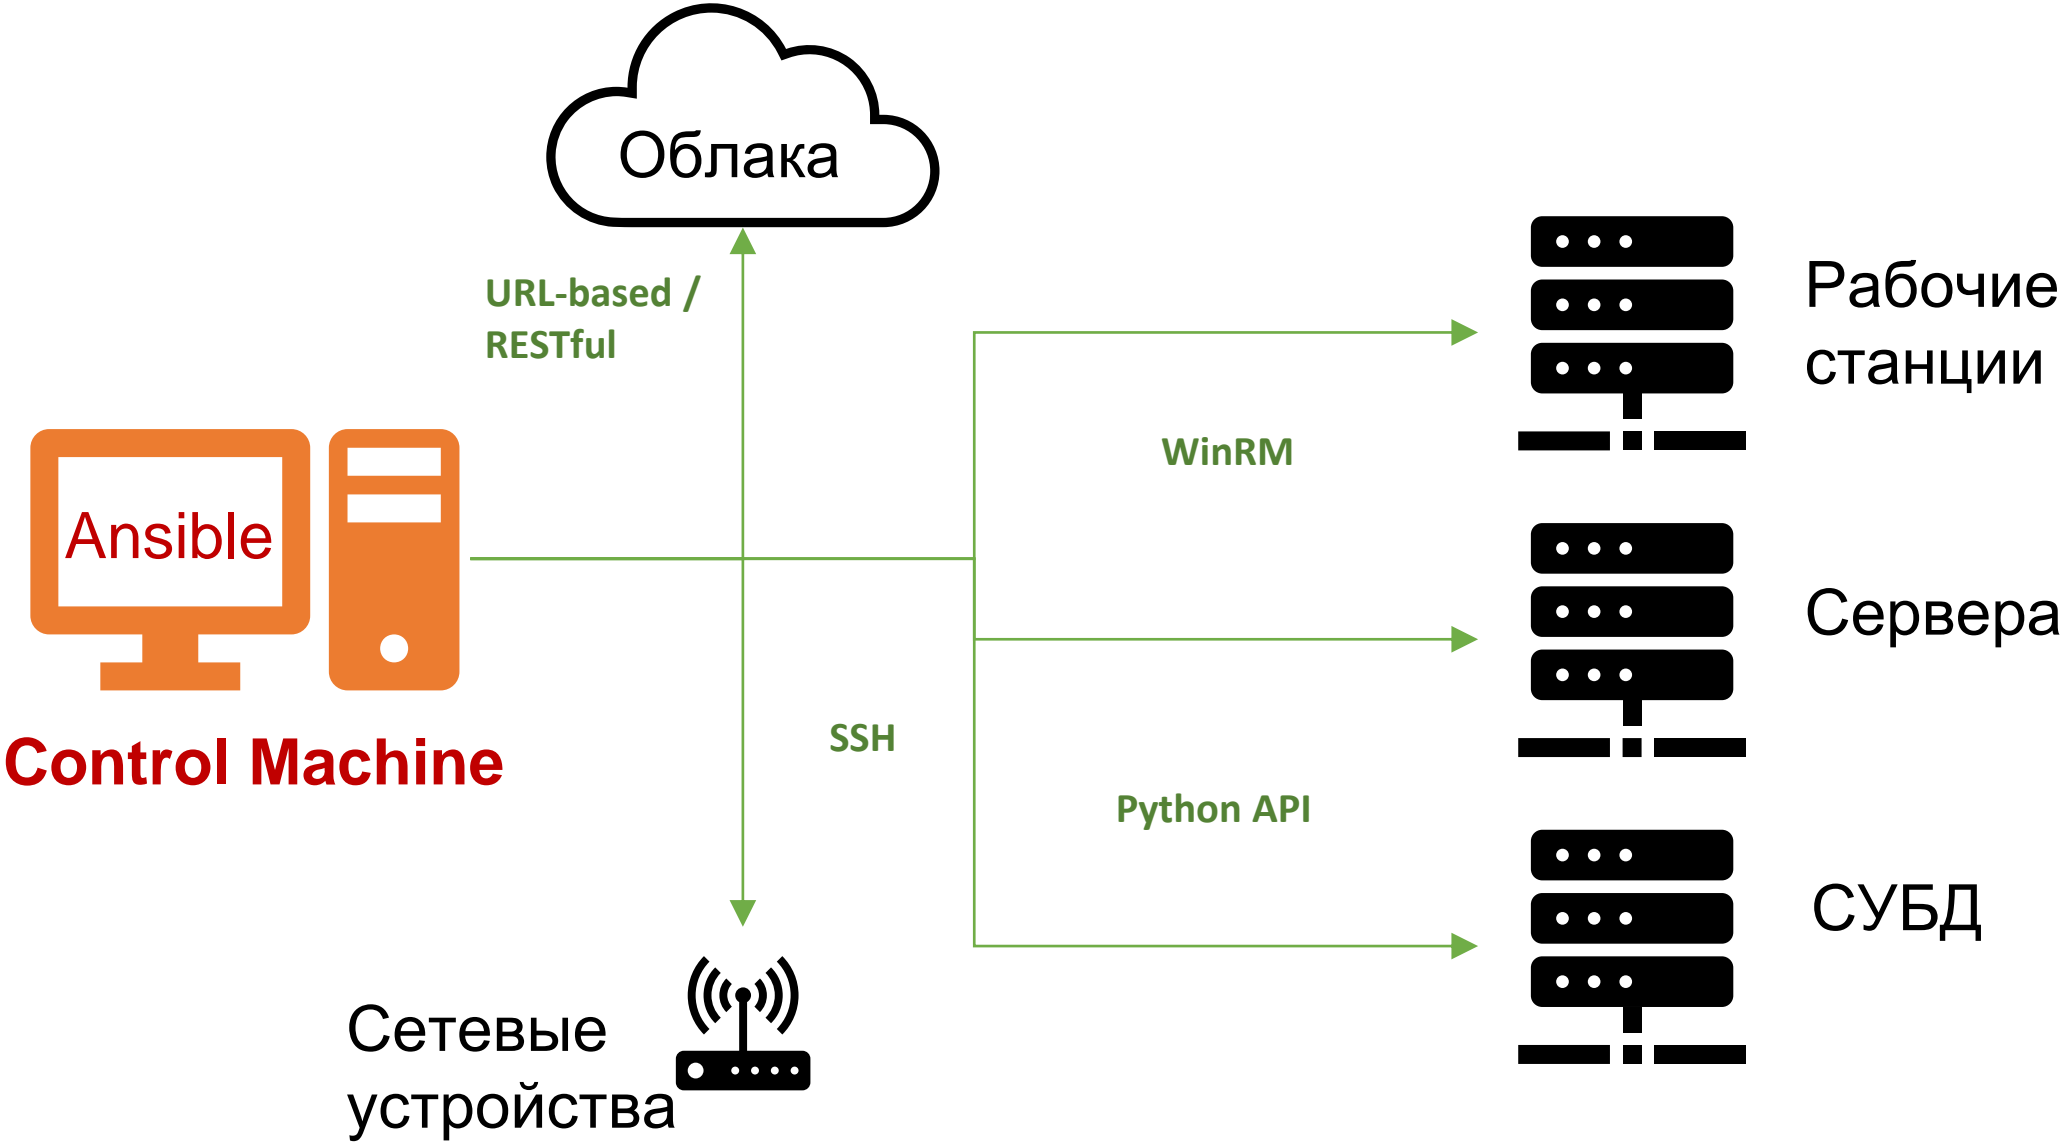 Облака
URL-based /
RESTful
Рабочие
станции
WinRM
Ansible
Сервера
Control Machine
SSH
Python API
СУБД
Сетевые
устройства